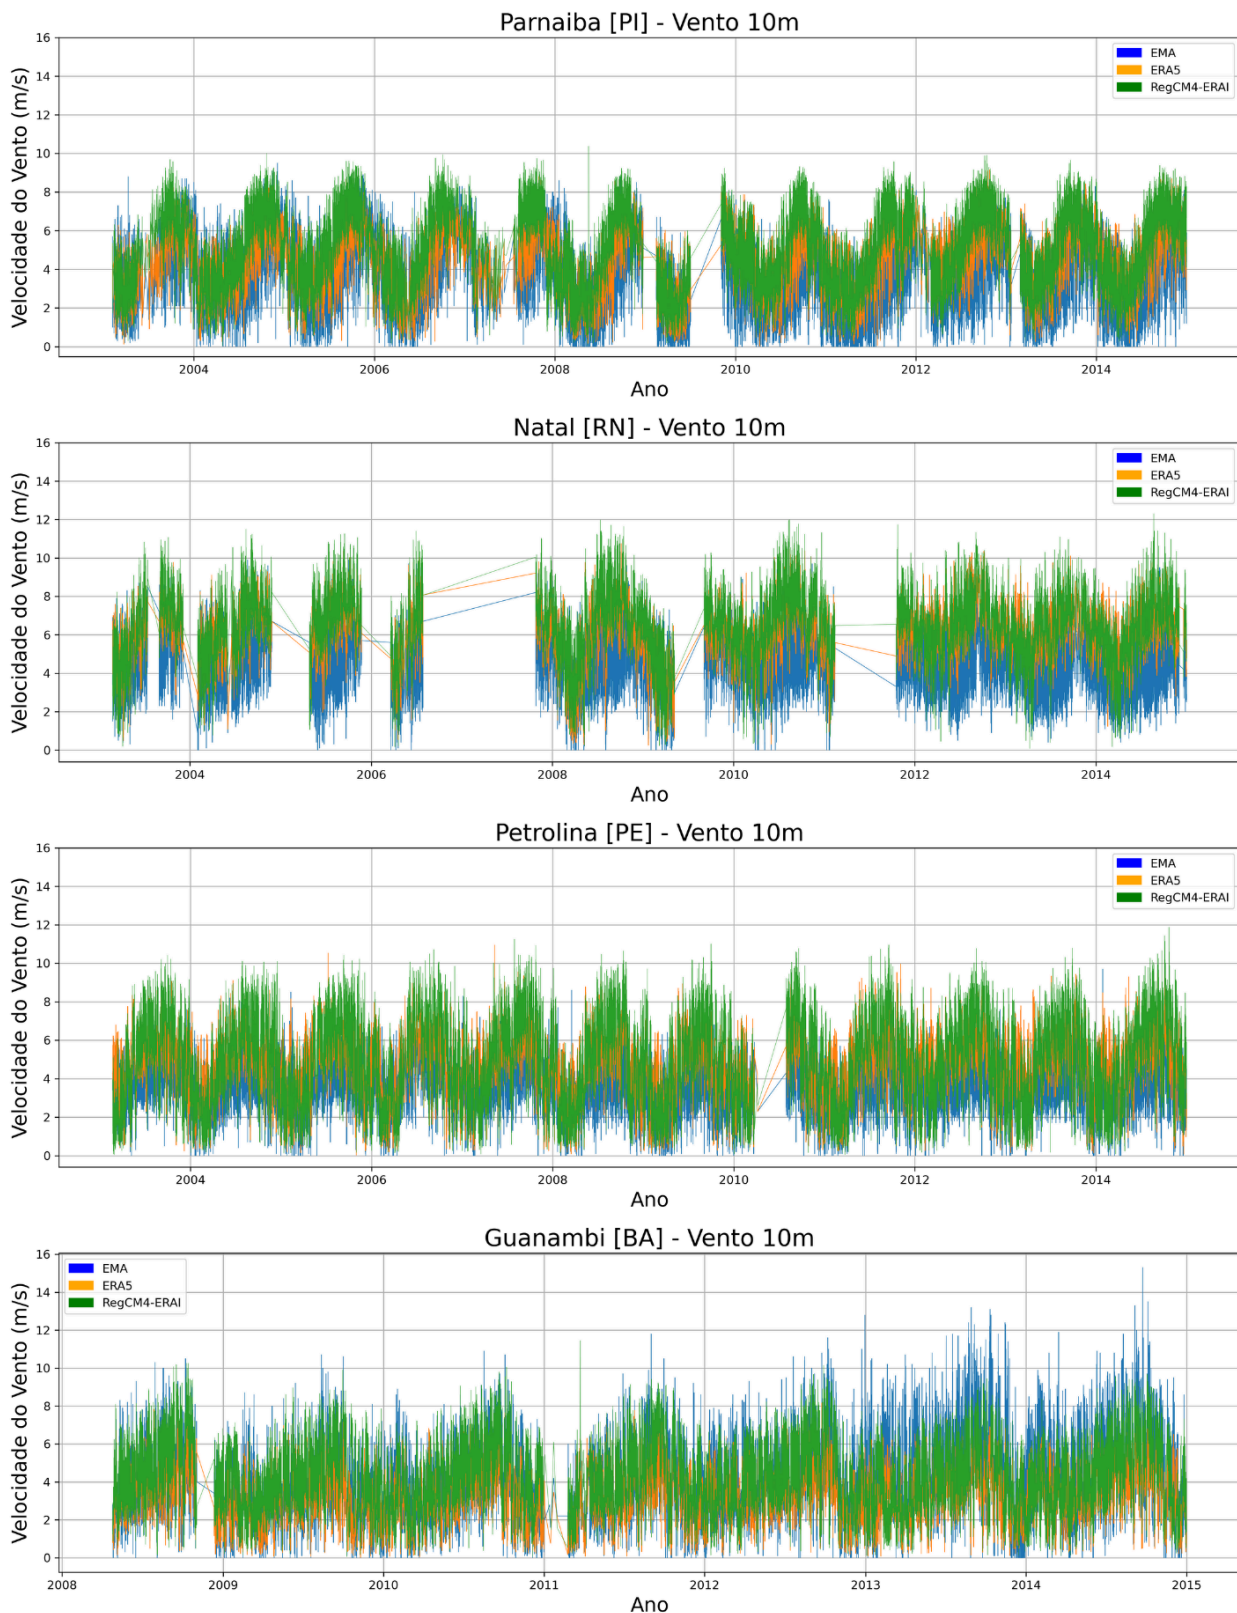 Parnaiba [PI] - Vento 10m
Velocidade do Vento (m/s)
16
14
12
10
8
6
4
2
0
EMA
ERA5
RegCM4-ERAI
2004 2006 2008 2010 2012 2014
Ano
Natal [RN] - Vento 10m
Velocidade do Vento (m/s)
16
14
12
10
8
6
4
2
0
EMA
ERA5
RegCM4-ERAI
2004 2006 2008 2010 2012 2014
Ano
Petrolina [PE] - Vento 10m
Velocidade do Vento (m/s)
16
14
12
10
8
6
4
2
0
EMA
ERA5
RegCM4-ERAI
2004 2006 2008 2010 2012 2014
Ano
Guanambi [BA] - Vento 10m
Velocidade do Vento (m/s)
16
14
12
10
8
6
4
2
0
EMA
ERA5
RegCM4-ERAI
2008 2009 2010 2011 2012 2013 2014 2015
Ano